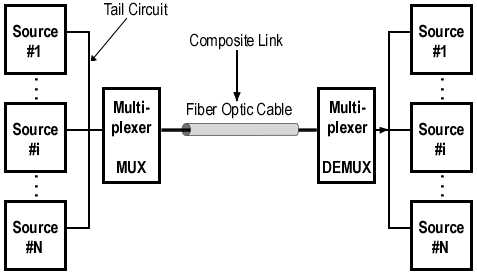 Tail Circuit
Composite Link
Fiber Optic Cable
Source
#1
Source
#i
Source
#N
Multi-
plexer
MUX
Multi-
plexer
DEMUX
Source
#1
Source
#i
Source
#N